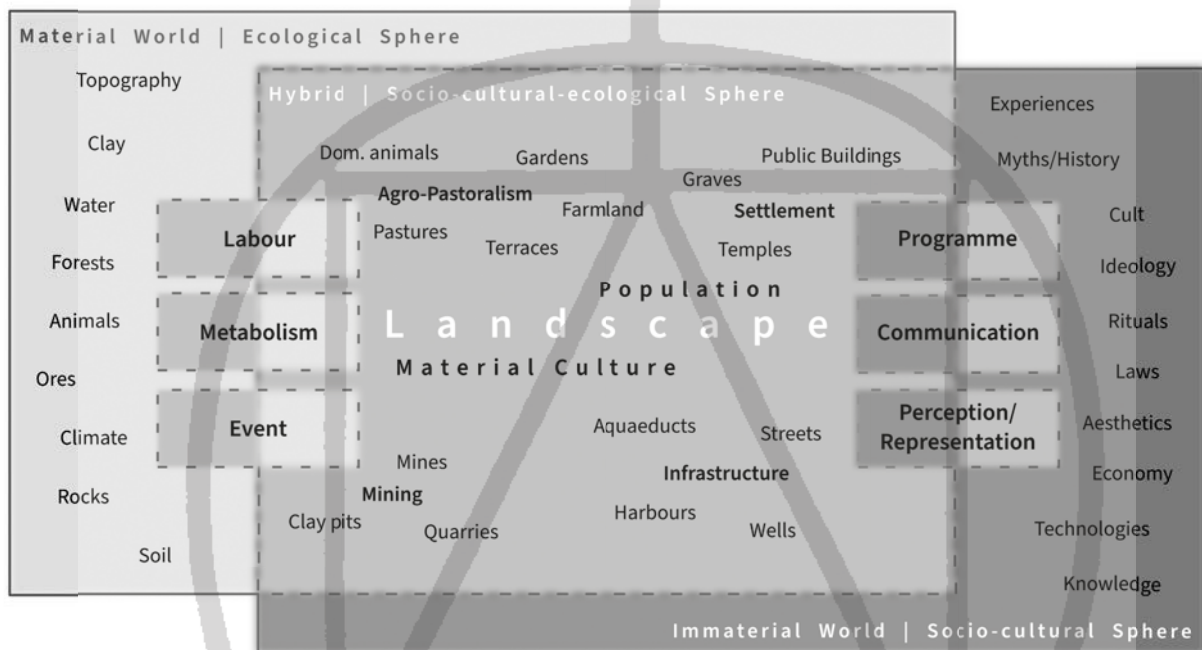 Material World | Ecological Sphere
Topography
Clay
Water
Forests
Animals
Ores
Climate
Rocks
Soil
Hybrid | Socio-cultural-ecological Sphere
Labour
Metabolism
Event
Dom. animals
Gardens
Agro-Pastoralism
Farmland
Pastures
Terraces
Public Buildings
Graves
Settlement
Temples
Population
Landscape
Material Culture
Mines
Mining
Clay pits
Quarries
Aquaeducts
Streets
Infrastructure
Harbours
Wells
Programme
Communication
Perception/
Representation
Experiences
Myths/History
Cult
Ideology
Rituals
Laws
Aesthetics
Economy
Technologies
Knowledge
Immaterial World | Socio-cultural Sphere